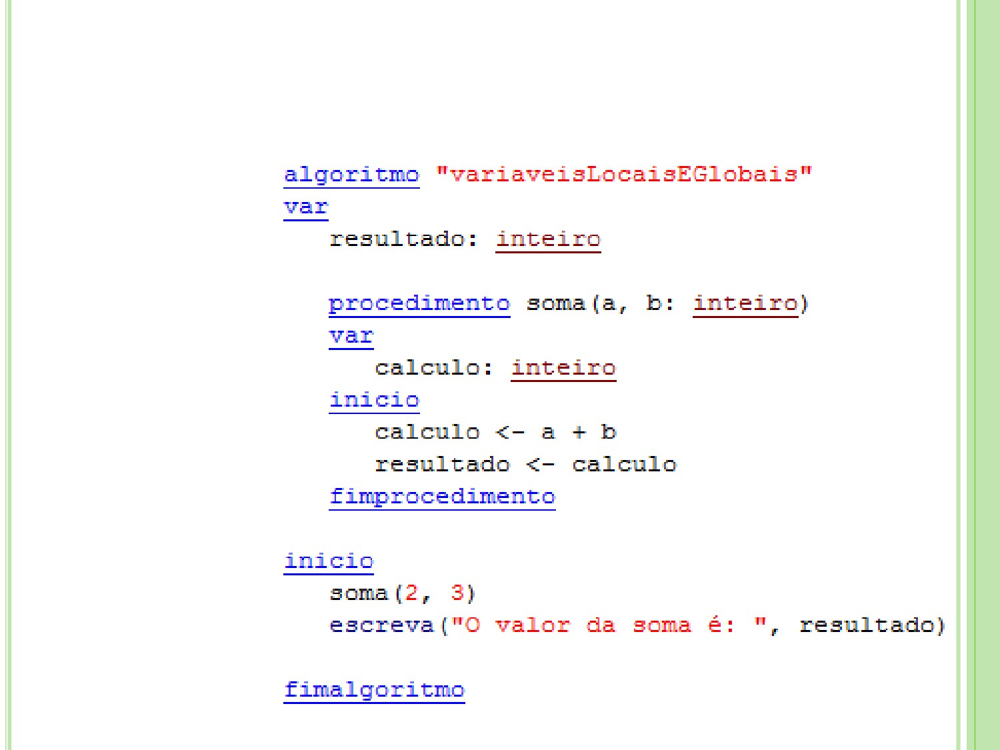 algoritmo "variaveisLocaisEGlobais"
var
resultado: inteiro
procedimento soma(a, b: inteiro)
var
calculo: inteiro
inicio
calculo <- a + b
resultado <- calculo
fimprocedimento
inicio
soma(2, 3)
escreva("O valor da soma é: ", resultado)
fimalgoritmo